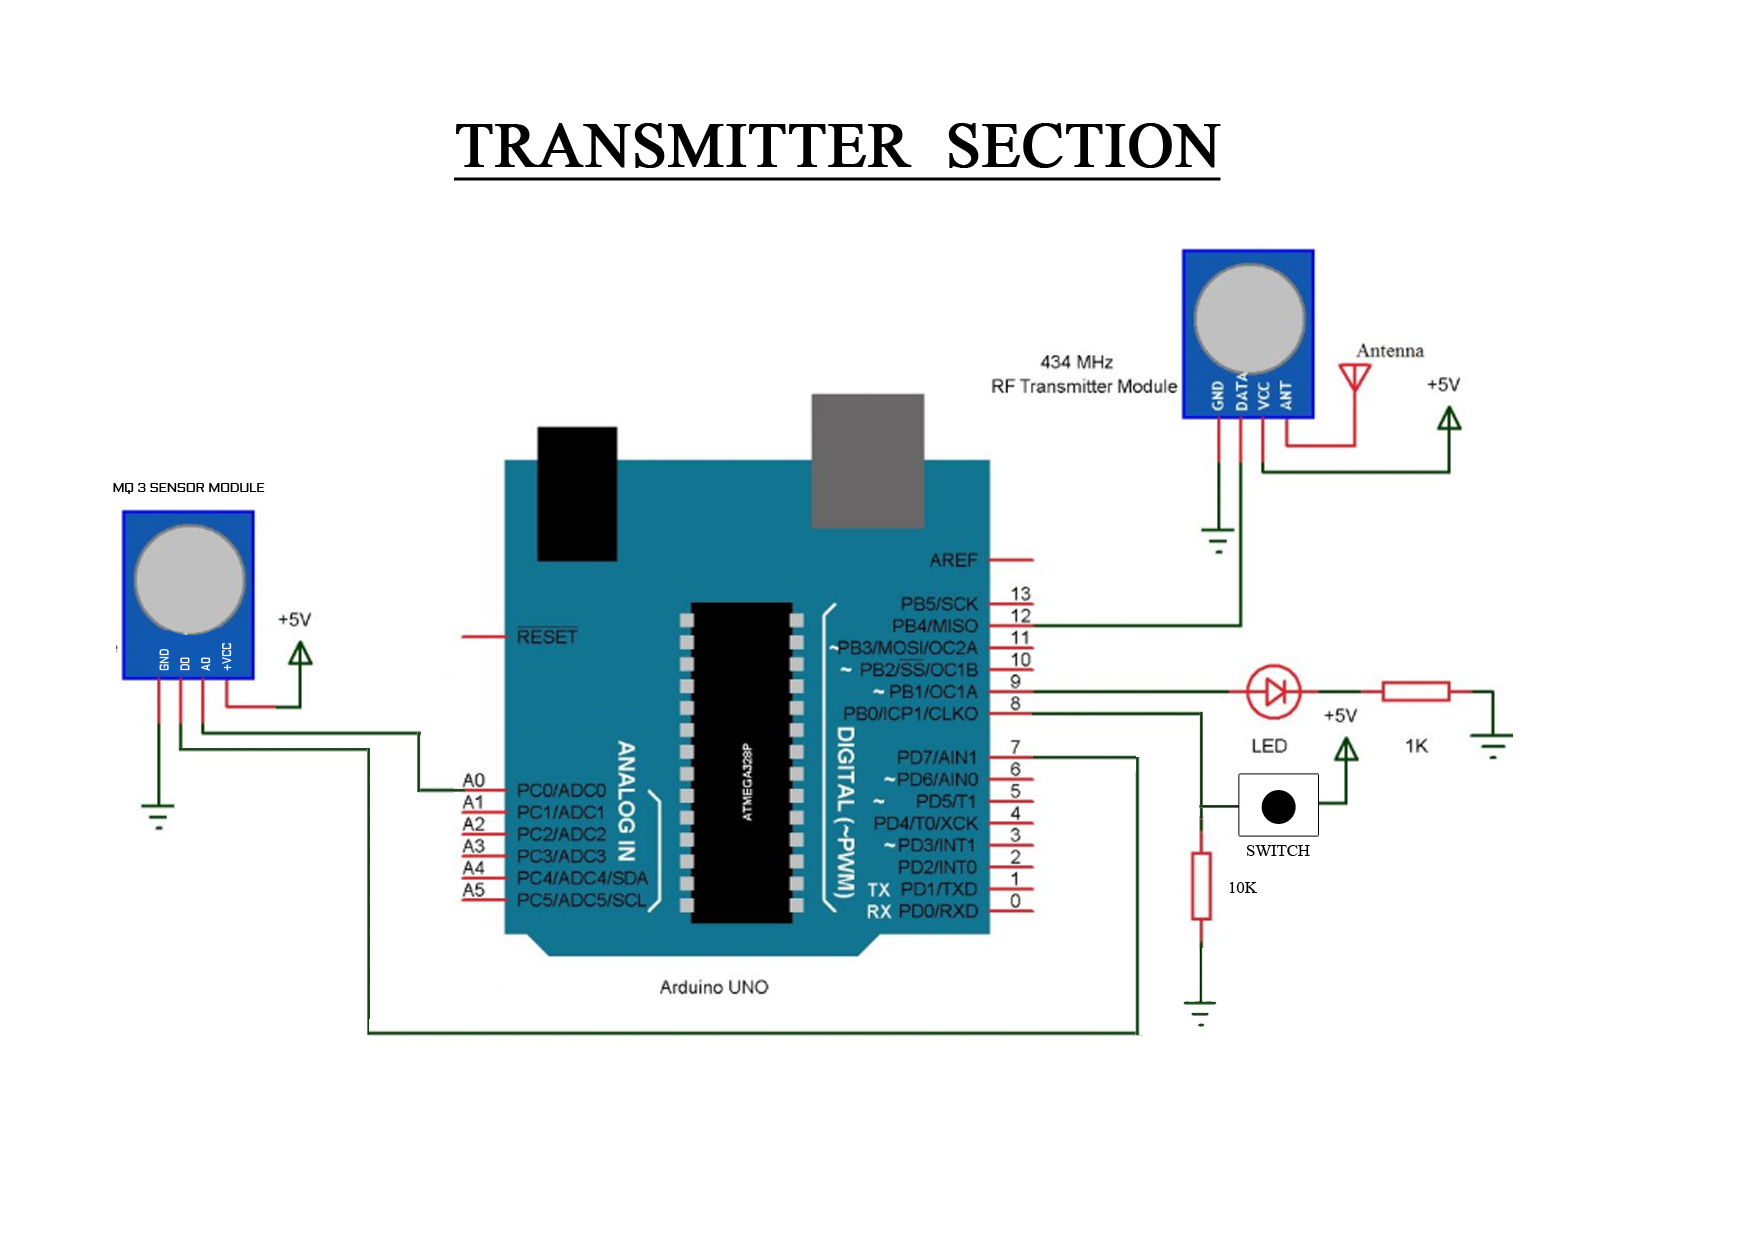 TRANSMITTER SECTION
434 MHz
RF Transmitter Module
GND
DATA
VCC
ANT
Antenna
+5V
MQ 3 SENSOR MODULE
GND
D0
A0
+VCC
+5V
RESET
A0 PC0/ADC0
A1 PC1/ADC1
A2 PC2/ADC2
A3 PC3/ADC3
A4 PC4/ADC4/SDA
A5 PC5/ADC5/SCL
ANALOG IN
ATMEGA328P
DIGITAL (~PWM)
AREF
PB5/SCK 13
PB4/MISO 12
~PB3/MOSI/OC2A 11
~ PB2/SS/OC1B 10
~ PB1/OC1A 9
PB0/ICP1/CLKO 8
PD7/AIN1 7
~PD6/AIN0 6
~ PD5/T1 5
PD4/T0/XCK 4
~PD3/INT1 3
PD2/INT0 2
TX PD1/TXD 1
RX PD0/RXD 0
Arduino UNO
LED
+5V
1K
SWITCH
10K